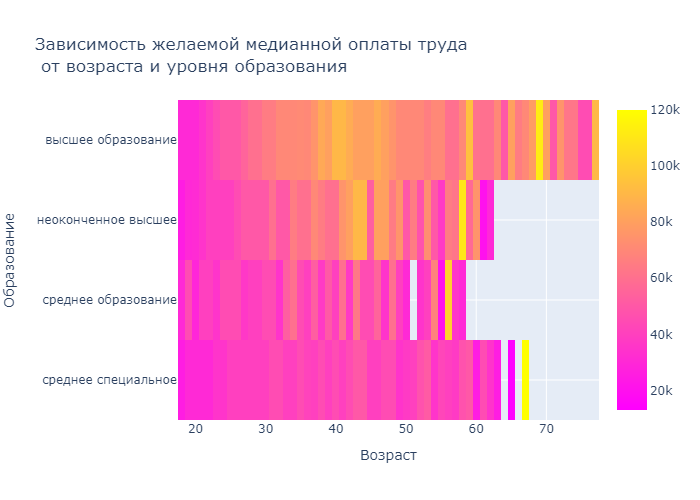 Зависимость желаемой медианной оплаты труда
от возраста и уровня образования
120k
высшее образование
100k
неоконченное высшее
80k
Образование
60k
среднее образование
40k
среднее специальное
20k
20 30 40 50 60 70
Возраст